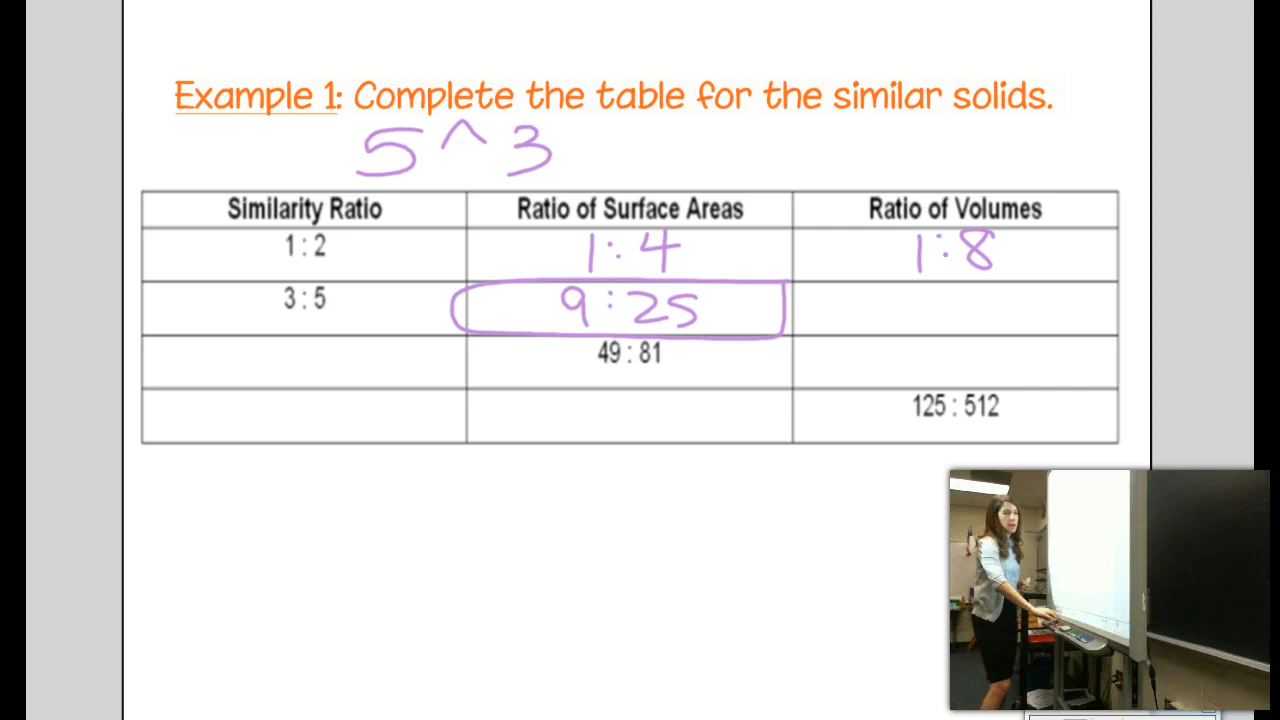 Example 1: Complete the table for the similar solids.
5 ^ 3
Similarity Ratio Ratio of Surface Areas Ratio of Volumes
1 : 2 1 : 4 1 : 8
3 : 5 9 : 25
49 : 81
125 : 512